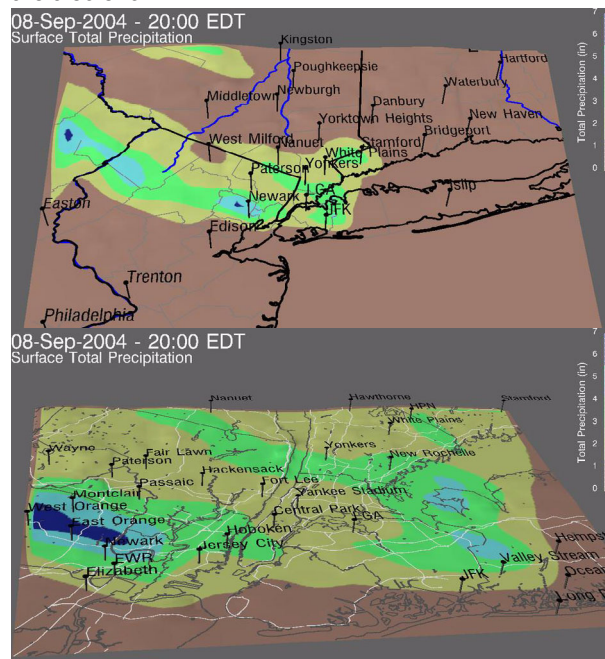 08-Sep-2004 - 20:00 EDT
Surface Total Precipitation
Kingston
Poughkeepsie
Hartford
Middletown
Newburgh
Waterbury
Danbury
Yorktown Heights
New Haven
Bridgeport
West Milford
Nanuet
Stamford
White Plains
Yonkers
Paterson
LGA
Islip
Newark
JFK
Easton
Edison
Trenton
Philadelphia
7
6
5
4
3
2
1
0
Total Precipitation (in)
08-Sep-2004 - 20:00 EDT
Surface Total Precipitation
Nanuet
Hawthorne
HPN
Stamford
White Plains
Wayne
Fair Lawn
Yonkers
Paterson
Hackensack
New Rochelle
Passaic
Fort Lee
Montclair
Yankee Stadium
West Orange
Central Park
LGA
East Orange
Hoboken
Newark
Jersey City
Hempst
EWR
Valley Stream
Elizabeth
JFK
Ocean
7
6
5
4
3
2
1
0
Total Precipitation (in)